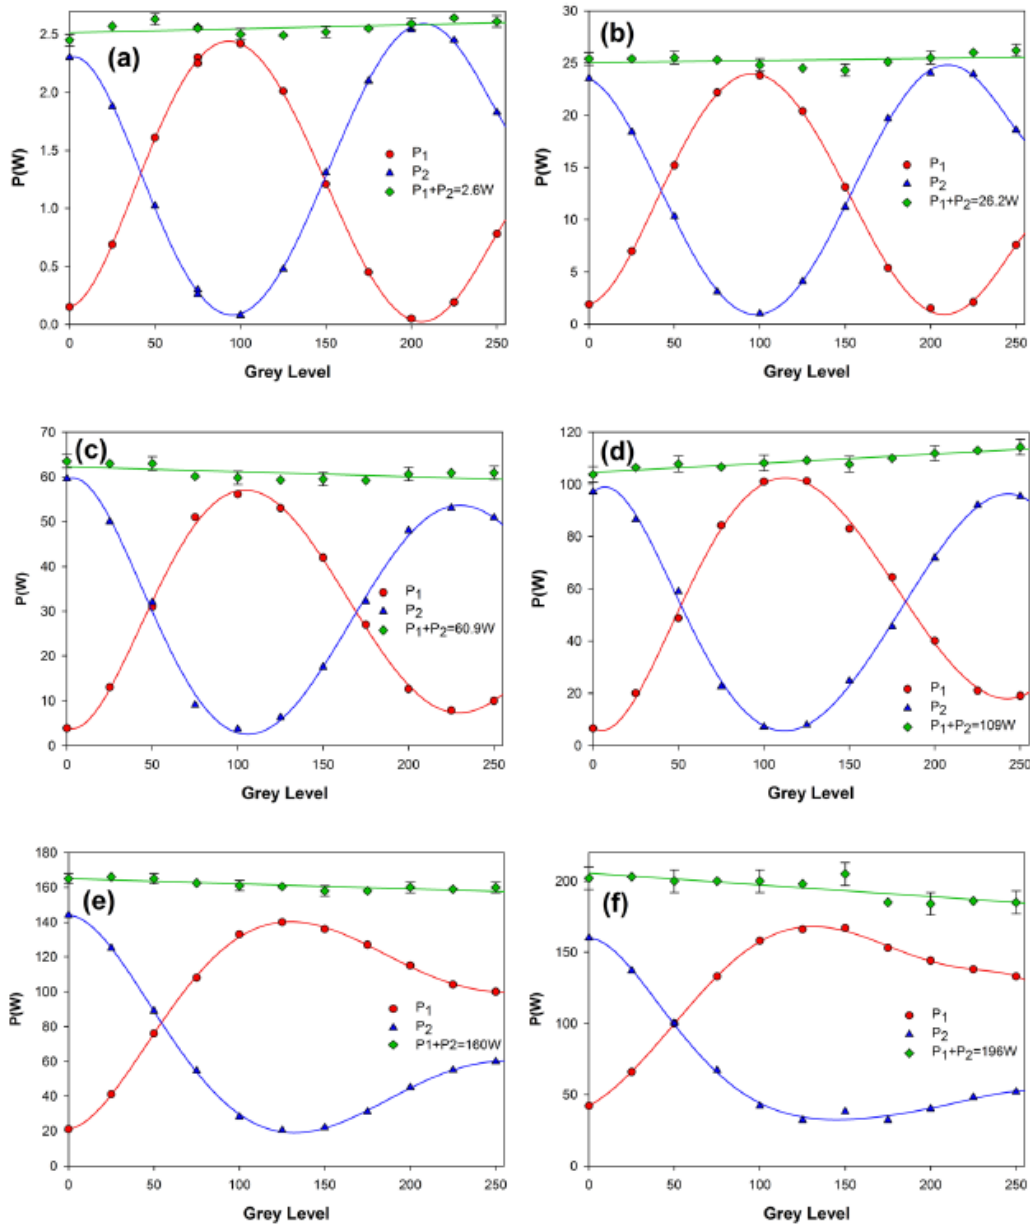 (a)
P(W)
2.5
2.0
1.5
1.0
0.5
0.0
P1
P2
P1+P2=2.6W
0 50 100 150 200 250
Grey Level
(b)
P(W)
30
25
20
15
10
5
0
P1
P2
P1+P2=26.2W
0 50 100 150 200 250
Grey Level
(c)
P(W)
70
60
50
40
30
20
10
0
P1
P2
P1+P2=60.9W
0 50 100 150 200 250
Grey Level
(d)
P(W)
120
100
80
60
40
20
0
P1
P2
P1+P2=109W
0 50 100 150 200 250
Grey Level
(e)
P(W)
180
160
140
120
100
80
60
40
20
0
P1
P2
P1+P2=160W
0 50 100 150 200 250
Grey Level
(f)
P(W)
200
150
100
50
0
P1
P2
P1+P2=196W
0 50 100 150 200 250
Grey Level